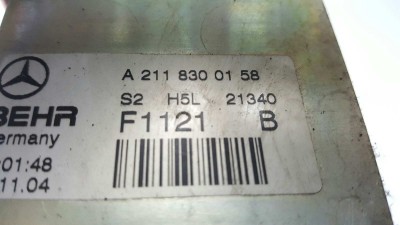 A 211 830 01 58
S2 H5L 21340
BEHR F1121 B
ermany
01:48
11.04